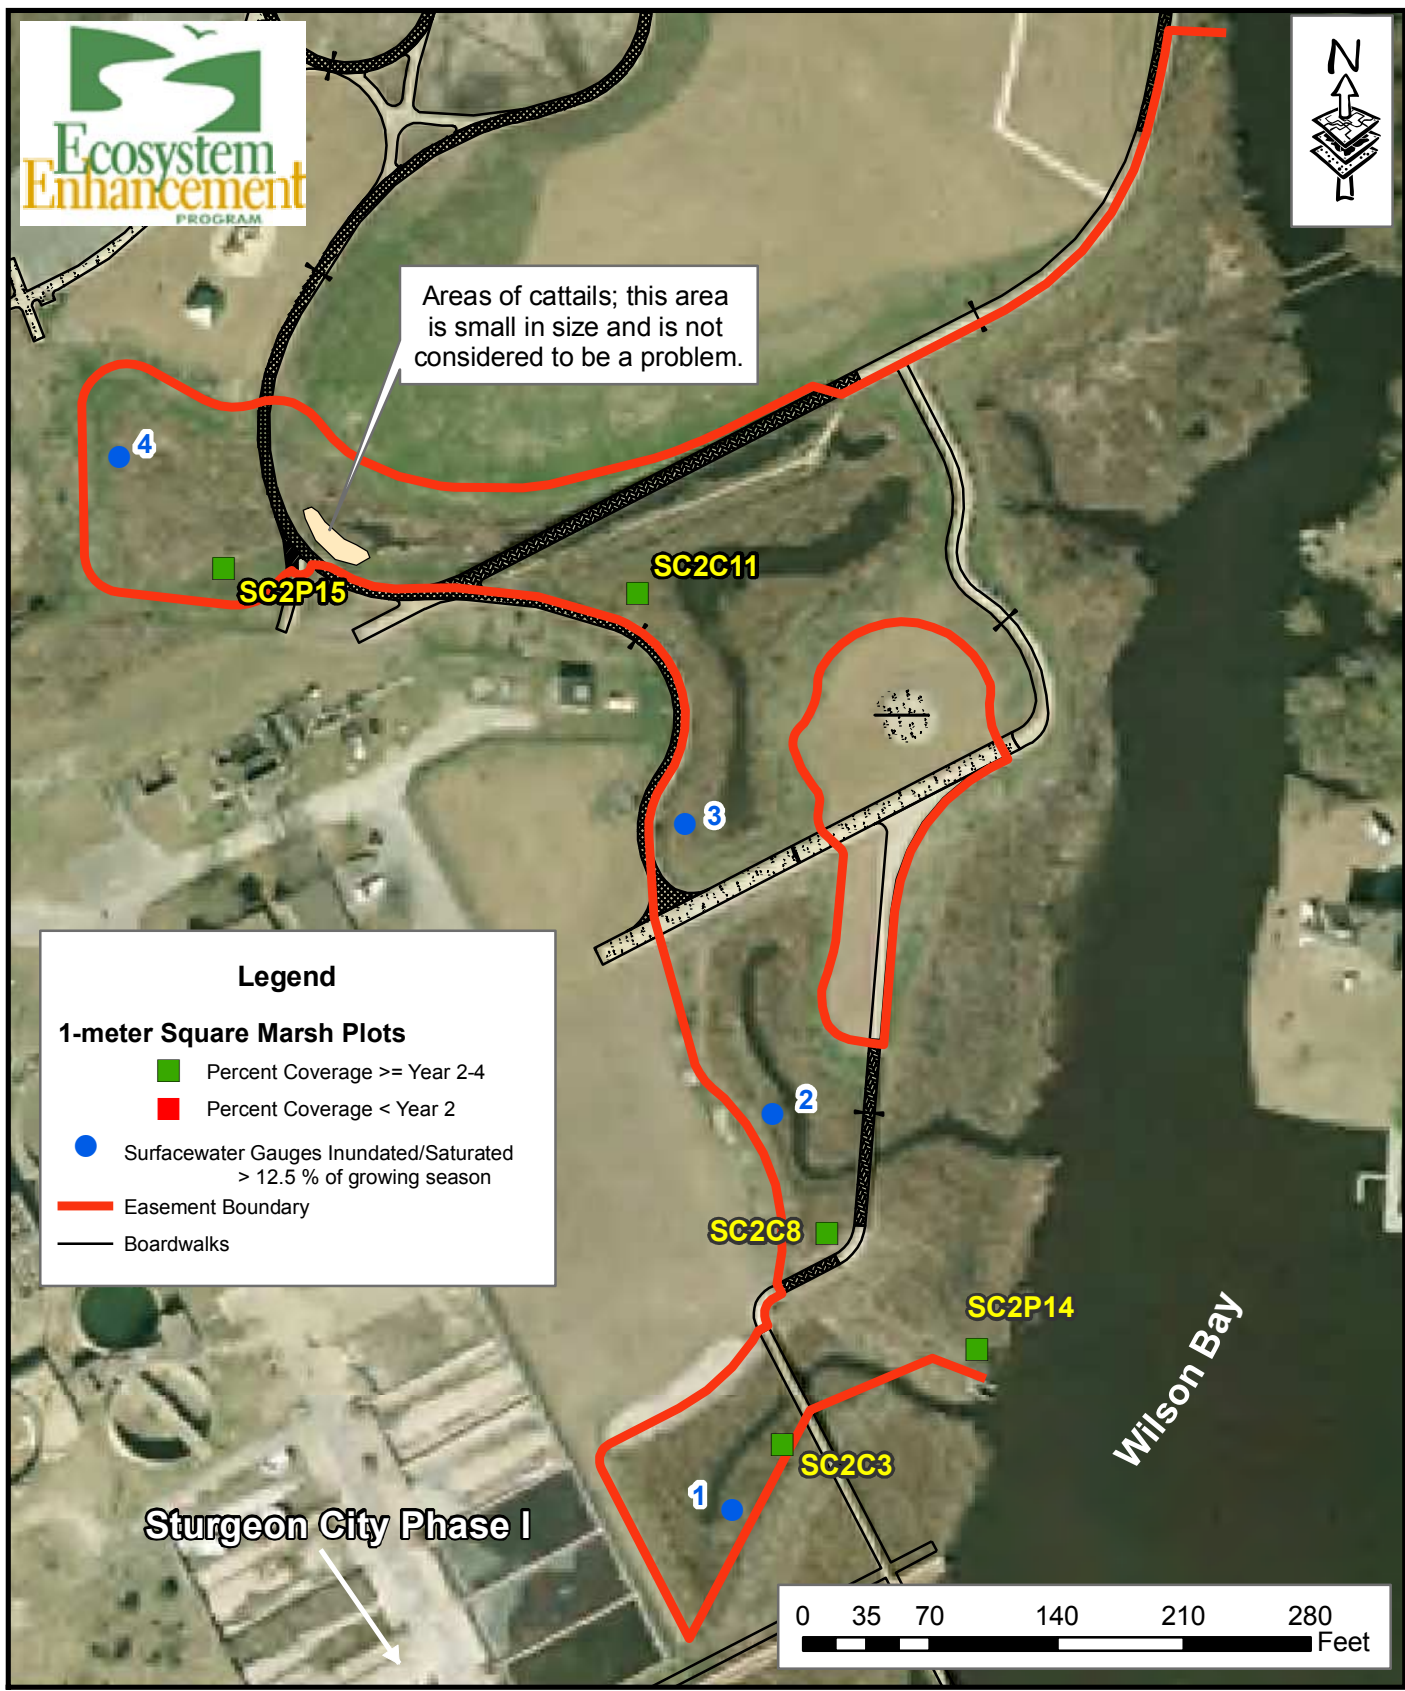 Ecosystem
Enhancement
PROGRAM
N
Areas of cattails; this area
is small in size and is not
considered to be a problem.
4
SC2P15
SC2C11
3
2
SC2C8
SC2P14
SC2C3
1
Wilson Bay
Sturgeon City Phase I
Legend
1-meter Square Marsh Plots
Percent Coverage >= Year 2-4
Percent Coverage < Year 2
Surfacewater Gauges Inundated/Saturated
> 12.5 % of growing season
Easement Boundary
Boardwalks
0 35 70 140 210 280
Feet